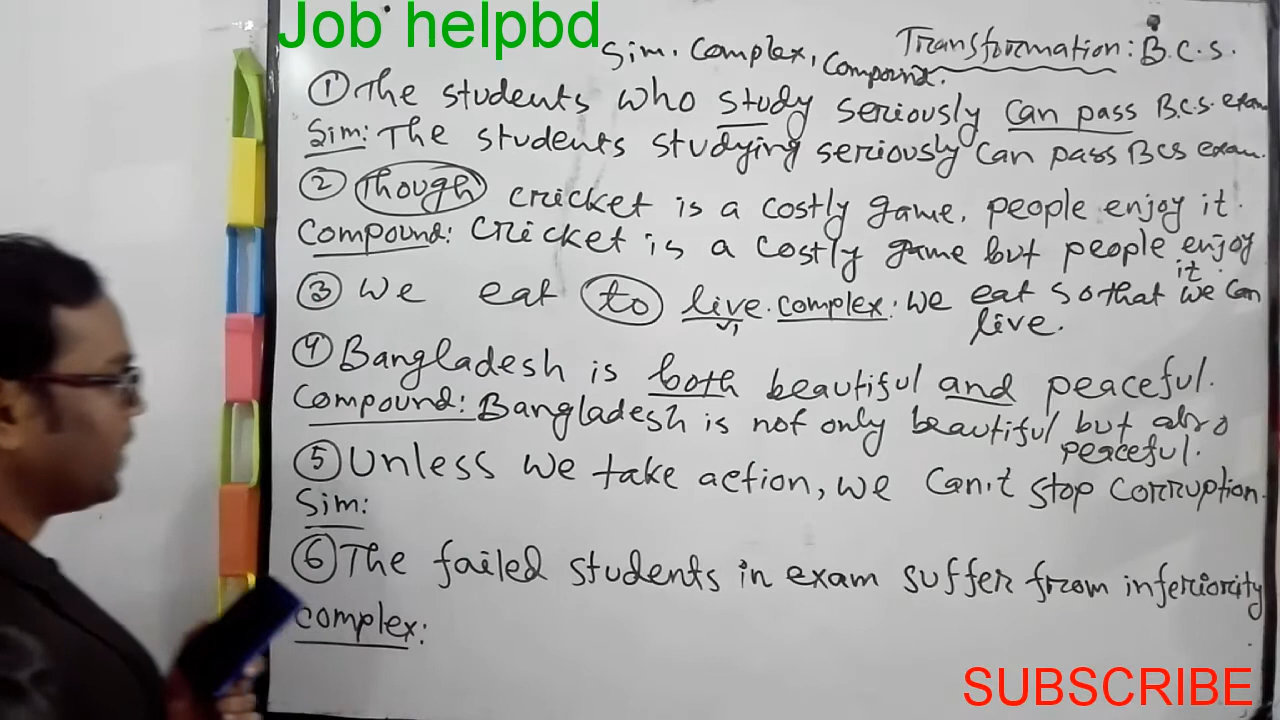 Job helpbd
Transformation: B.C.S.
Sim. Complex, Compound.
① The students who study seriously can pass B.C.S. exam
Sim: The students studying seriously can pass BCS exam.
② Though cricket is a costly game, people enjoy it.
Compound: Cricket is a costly game but people enjoy
it.
③ We eat to live. complex: we eat so that we can
V1
live.
④ Bangladesh is both beautiful and peaceful.
Compound: Bangladesh is not only beautiful but also
peaceful.
⑤ Unless we take action, we can't stop corruption.
Sim:
⑥ The failed students in exam suffer from inferiority
complex:
SUBSCRIBE